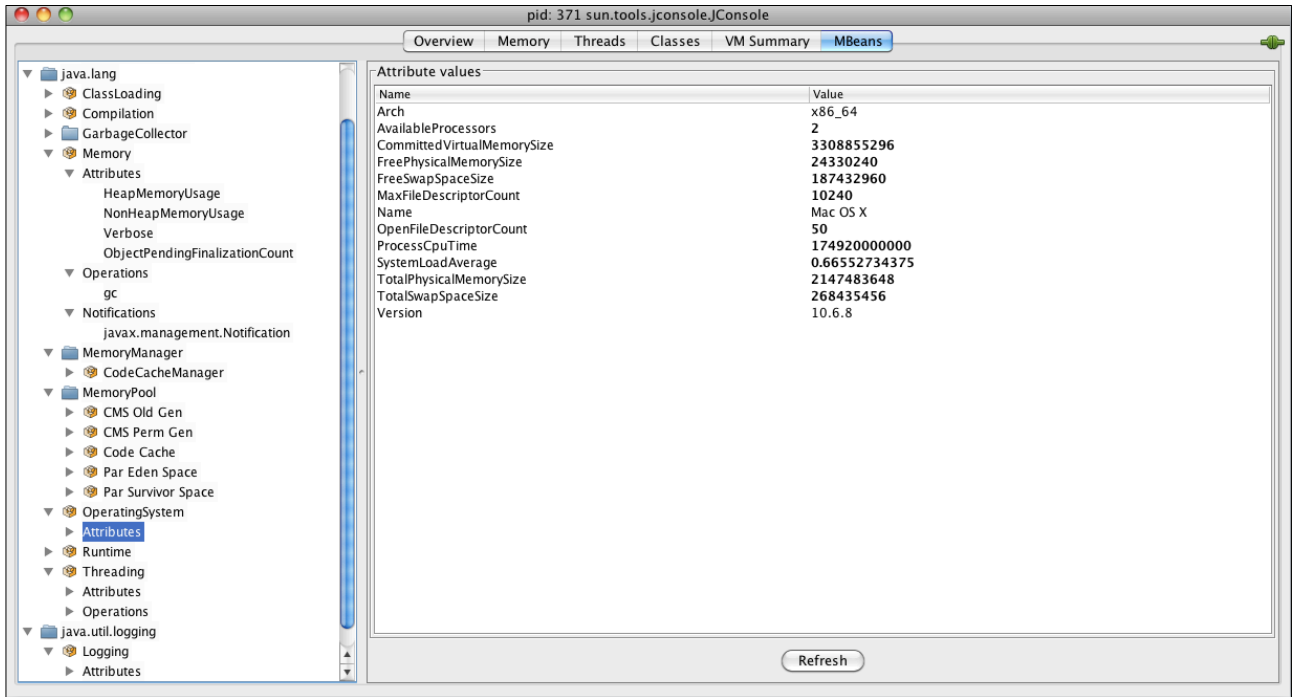 pid: 371 sun.tools.jconsole.JConsole
Overview Memory Threads Classes VM Summary MBeans
java.lang
ClassLoading
Compilation
GarbageCollector
Memory
Attributes
HeapMemoryUsage
NonHeapMemoryUsage
Verbose
ObjectPendingFinalizationCount
Operations
gc
Notifications
javax.management.Notification
MemoryManager
CodeCacheManager
MemoryPool
CMS Old Gen
CMS Perm Gen
Code Cache
Par Eden Space
Par Survivor Space
OperatingSystem
Attributes
Runtime
Threading
Attributes
Operations
java.util.logging
Logging
Attributes
Attribute values
Name Value
Arch x86_64
AvailableProcessors 2
CommittedVirtualMemorySize 3308855296
FreePhysicalMemorySize 24330240
FreeSwapSpaceSize 187432960
MaxFileDescriptorCount 10240
Name Mac OS X
OpenFileDescriptorCount 50
ProcessCpuTime 174920000000
SystemLoadAverage 0.66552734375
TotalPhysicalMemorySize 2147483648
TotalSwapSpaceSize 268435456
Version 10.6.8
Refresh